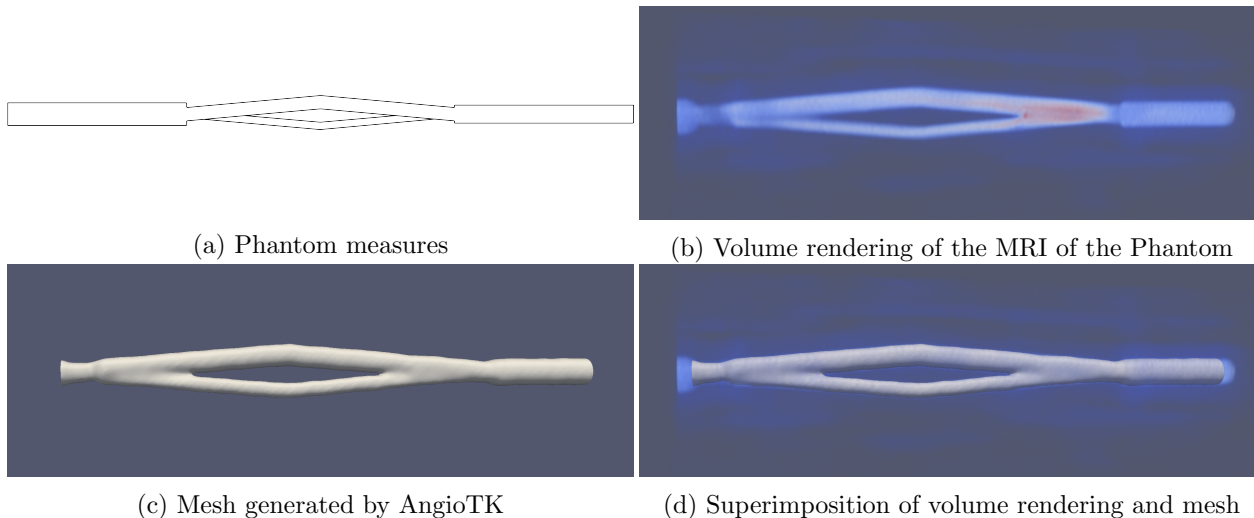 (a) Phantom measures
(b) Volume rendering of the MRI of the Phantom
(c) Mesh generated by AngioTK
(d) Superimposition of volume rendering and mesh